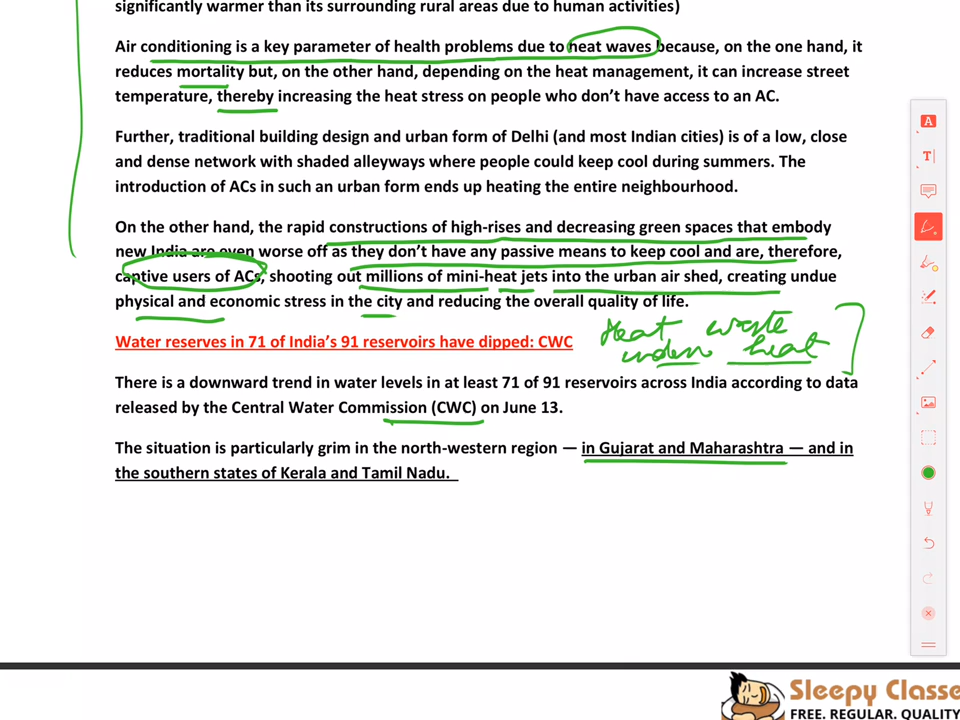 significantly warmer than its surrounding rural areas due to human activities)
Air conditioning is a key parameter of health problems due to heat waves because, on the one hand, it
reduces mortality but, on the other hand, depending on the heat management, it can increase street
temperature, thereby increasing the heat stress on people who don't have access to an AC.
Further, traditional building design and urban form of Delhi (and most Indian cities) is of a low, close
and dense network with shaded alleyways where people could keep cool during summers. The
introduction of ACs in such an urban form ends up heating the entire neighbourhood.
On the other hand, the rapid constructions of high-rises and decreasing green spaces that embody
new India are even worse off as they don't have any passive means to keep cool and are, therefore,
captive users of ACs, shooting out millions of mini-heat jets into the urban air shed, creating undue
physical and economic stress in the city and reducing the overall quality of life.
Heat waste
index heat
Water reserves in 71 of India's 91 reservoirs have dipped: CWC
There is a downward trend in water levels in at least 71 of 91 reservoirs across India according to data
released by the Central Water Commission (CWC) on June 13.
The situation is particularly grim in the north-western region — in Gujarat and Maharashtra — and in
the southern states of Kerala and Tamil Nadu.
A
T
Sleepy Classe
FREE. REGULAR. QUALITY